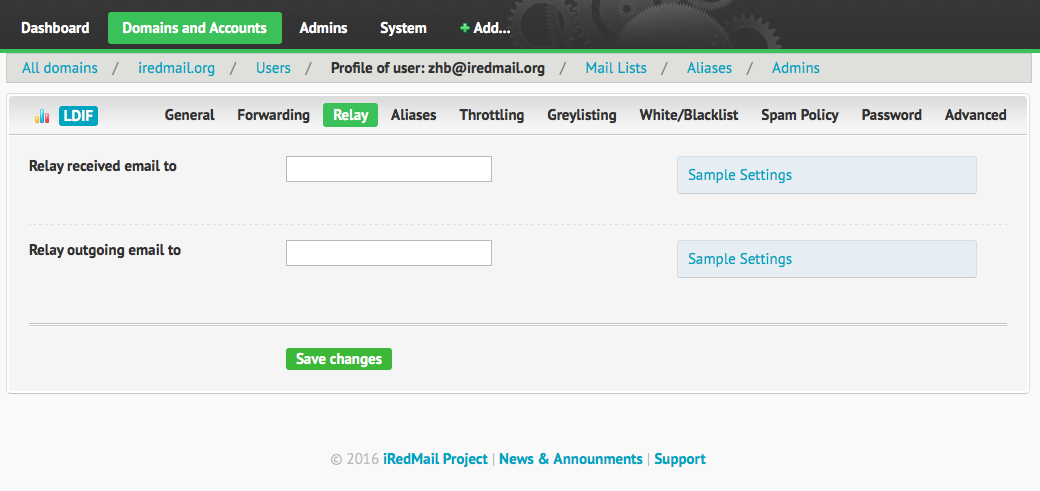 Dashboard Domains and Accounts Admins System + Add...
All domains / iredmail.org / Users / Profile of user: zhb@iredmail.org / Mail Lists / Aliases / Admins
LDIF General Forwarding Relay Aliases Throttling Greylisting White/Blacklist Spam Policy Password Advanced
Relay received email to Sample Settings
Relay outgoing email to Sample Settings
Save changes
© 2016 iRedMail Project | News & Announments | Support